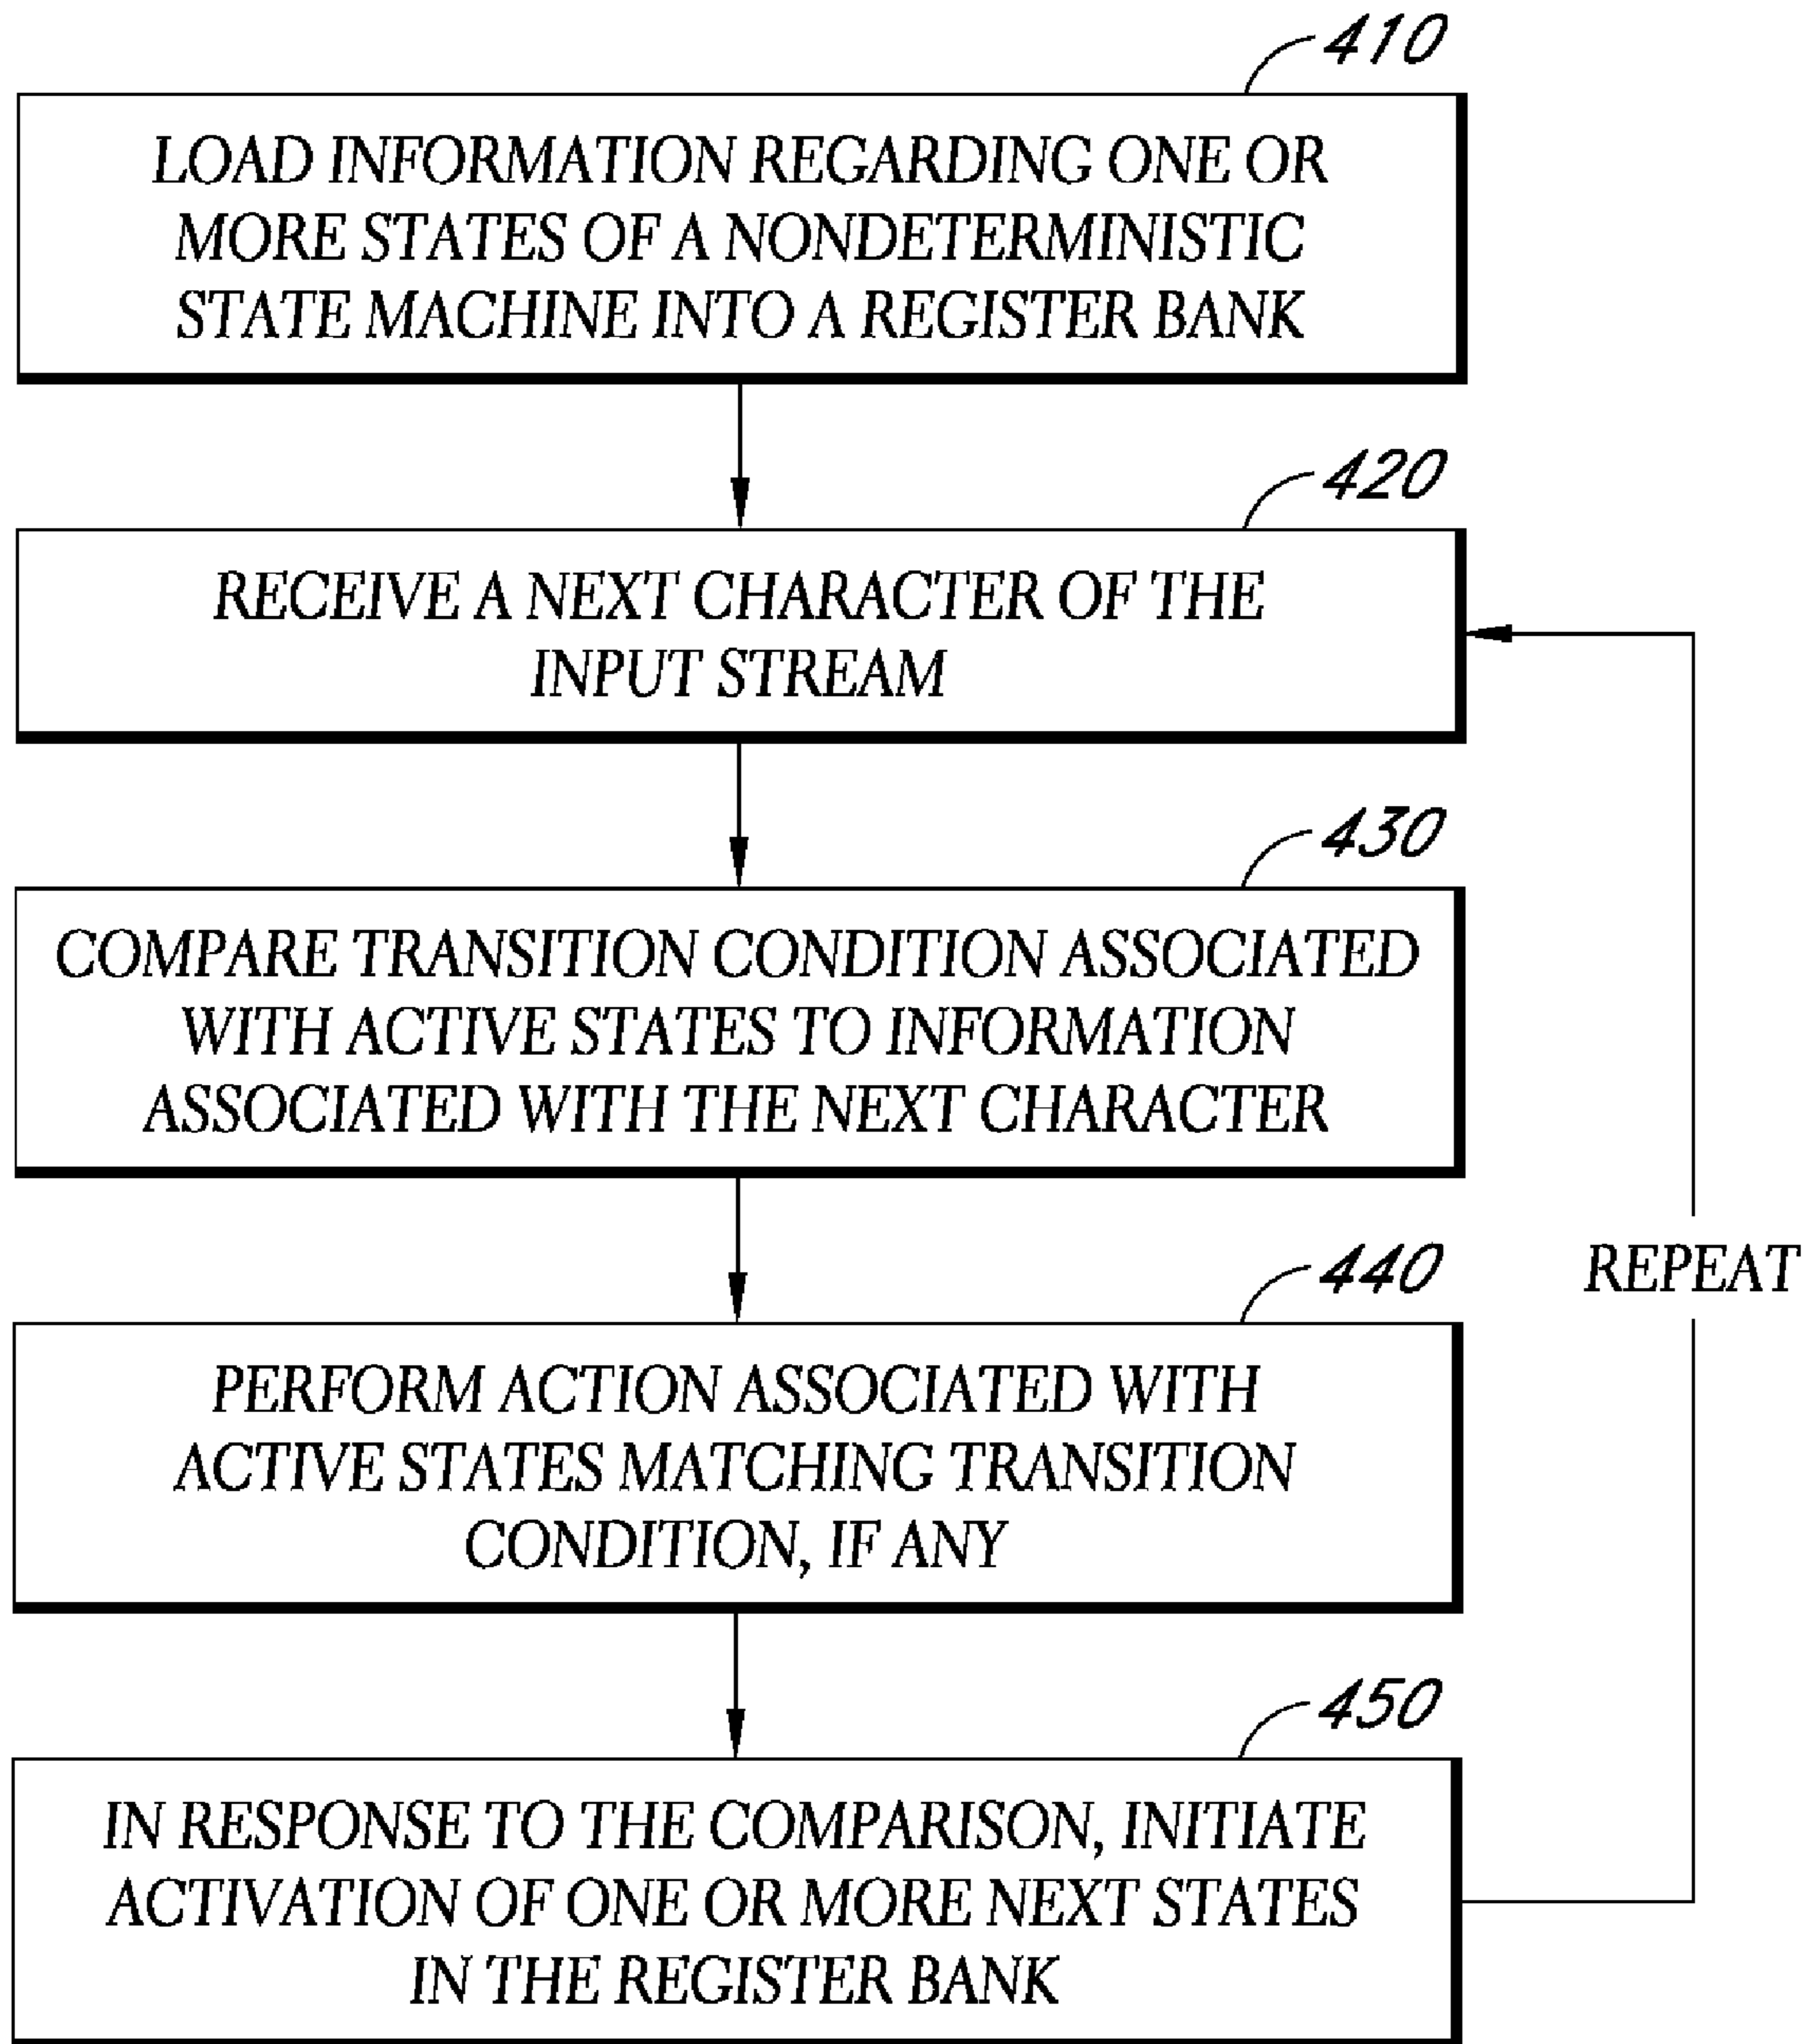 410
LOAD INFORMATION REGARDING ONE OR
MORE STATES OF A NONDETERMINISTIC
STATE MACHINE INTO A REGISTER BANK
420
RECEIVE A NEXT CHARACTER OF THE
INPUT STREAM
430
COMPARE TRANSITION CONDITION ASSOCIATED
WITH ACTIVE STATES TO INFORMATION
ASSOCIATED WITH THE NEXT CHARACTER
REPEAT
440
PERFORM ACTION ASSOCIATED WITH
ACTIVE STATES MATCHING TRANSITION
CONDITION, IF ANY
450
IN RESPONSE TO THE COMPARISON, INITIATE
ACTIVATION OF ONE OR MORE NEXT STATES
IN THE REGISTER BANK